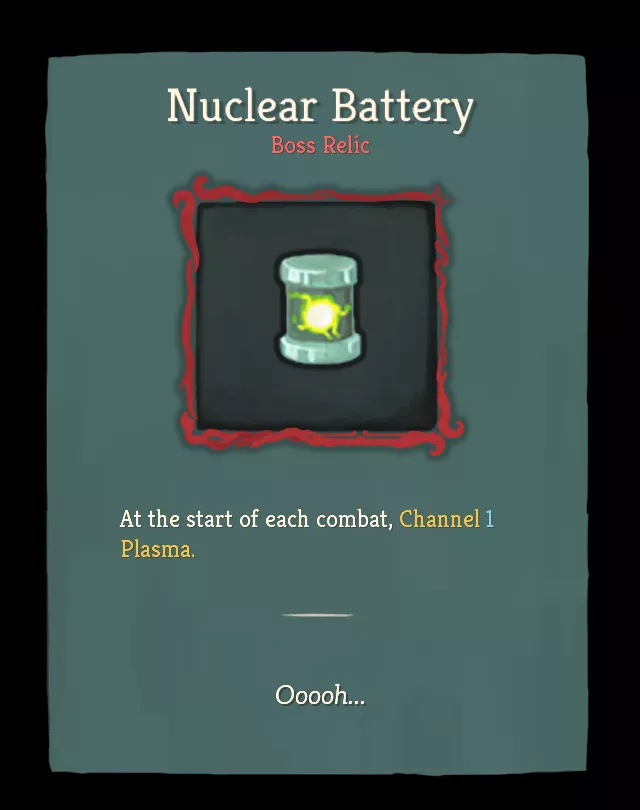 Nuclear Battery
Boss Relic
At the start of each combat, Channel 1
Plasma.
Ooooh...